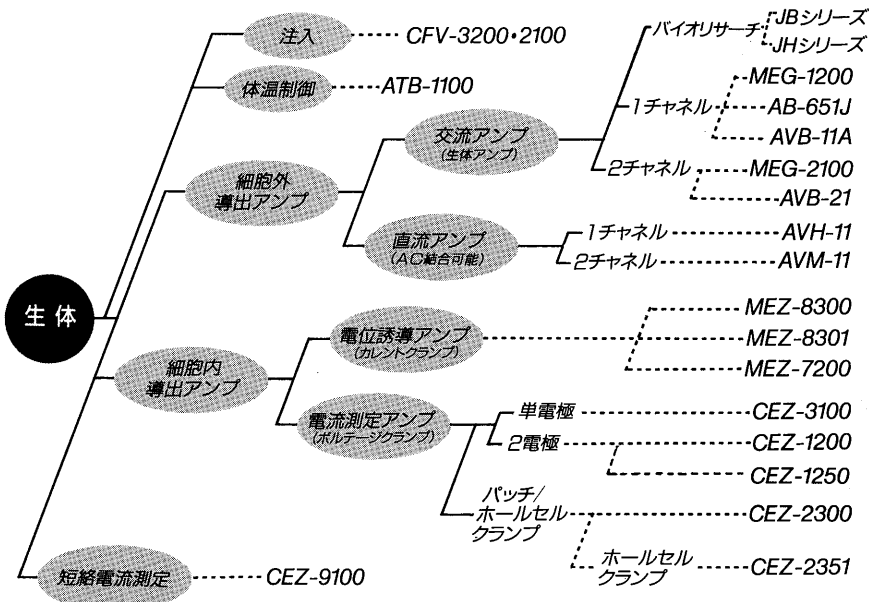 注入 CFV-3200・2100
体温制御 ATB-1100
生体
細胞外
導出アンプ
交流アンプ
(生体アンプ)
バイオリサーチ
JBシリーズ
JHシリーズ
1チャネル
MEG-1200
AB-651J
AVB-11A
2チャネル
MEG-2100
AVB-21
直流アンプ
(AC結合可能)
1チャネル AVH-11
2チャネル AVM-11
細胞内
導出アンプ
電位誘導アンプ
(カレントクランプ)
MEZ-8300
MEZ-8301
MEZ-7200
電流測定アンプ
(ボルテージクランプ)
単電極 CEZ-3100
2電極 CEZ-1200
CEZ-1250
パッチ/
ホールセル
クランプ
CEZ-2300
ホールセル
クランプ
CEZ-2351
短絡電流測定 CEZ-9100